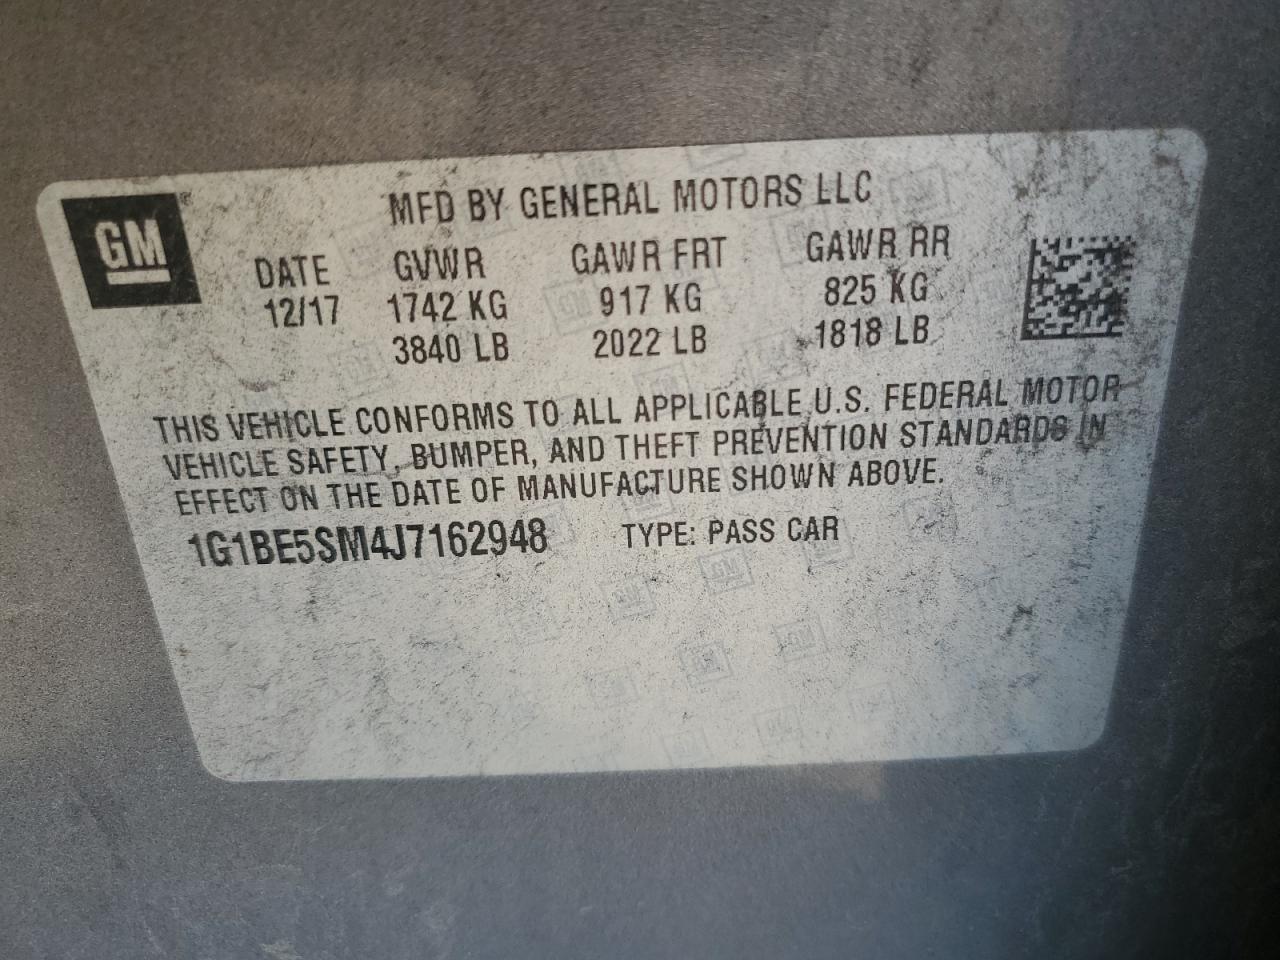 GM
MFD BY GENERAL MOTORS LLC
DATE GVWR GAWR FRT GAWR RR
12/17 1742 KG 917 KG 825 KG
3840 LB 2022 LB 1818 LB
THIS VEHICLE CONFORMS TO ALL APPLICABLE U.S. FEDERAL MOTOR
VEHICLE SAFETY, BUMPER, AND THEFT PREVENTION STANDARDS IN
EFFECT ON THE DATE OF MANUFACTURE SHOWN ABOVE.
1G1BE5SM4J7162948 TYPE: PASS CAR